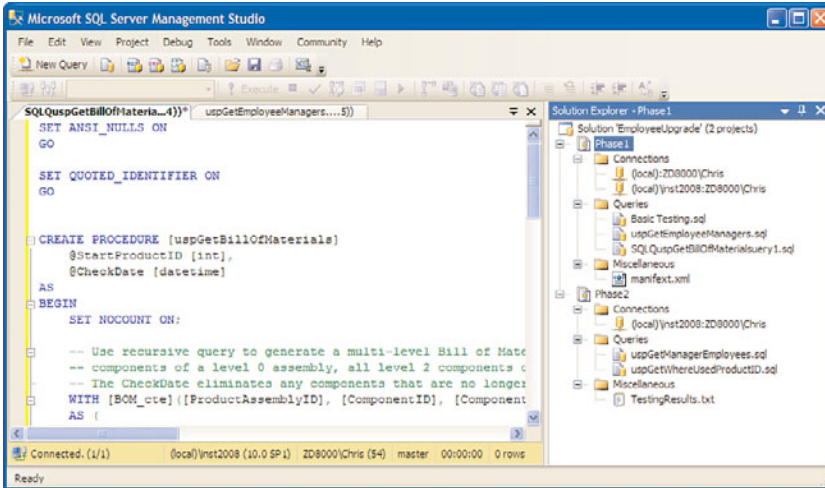 Microsoft SQL Server Management Studio
File Edit View Project Debug Tools Window Community Help
New Query
Execute
SQLQuspGetBillOfMateria...4))* uspGetEmployeeManagers....5))
SET ANSI_NULLS ON
GO
SET QUOTED_IDENTIFIER ON
GO
CREATE PROCEDURE [uspGetBillOfMaterials]
@StartProductID [int],
@CheckDate [datetime]
AS
BEGIN
SET NOCOUNT ON;
-- Use recursive query to generate a multi-level Bill of Mate
-- components of a level 0 assembly, all level 2 components o
-- The CheckDate eliminates any components that are no longer
WITH [BOM_cte]([ProductAssemblyID], [ComponentID], [Component
AS (
Connected. (1/1) (local)\inst2008 (10.0 SP1) ZD8000\Chris (54) master 00:00:00 0 rows
Ready
Solution Explorer - Phase1
Solution 'EmployeeUpgrade' (2 projects)
Phase1
Connections
(local):ZD8000\Chris
(local)\inst2008:ZD8000\Chris
Queries
Basic Testing.sql
uspGetEmployeeManagers.sql
SQLQuspGetBillOfMaterialsuery1.sql
Miscellaneous
manifext.xml
Phase2
Connections
(local)\inst2008:ZD8000\Chris
Queries
uspGetManagerEmployees.sql
uspGetWhereUsedProductID.sql
Miscellaneous
TestingResults.txt